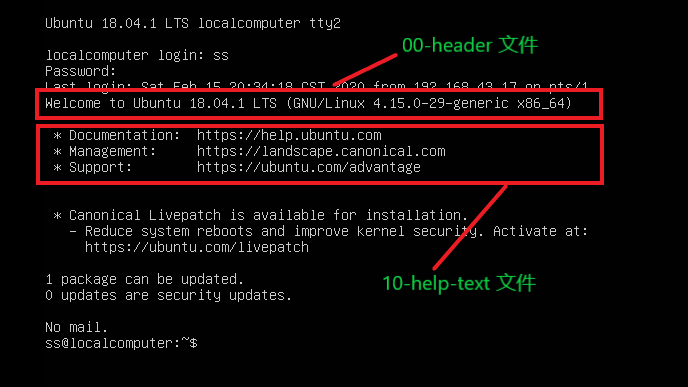 Ubuntu 18.04.1 LTS localcomputer tty2
00-header 文件
localcomputer login: ss
Password:
Last login: Sat Feb 15 20:34:18 CST 2020 from 192.168.43.17 on pts/1
Welcome to Ubuntu 18.04.1 LTS (GNU/Linux 4.15.0-29-generic x86_64)
* Documentation:  https://help.ubuntu.com
* Management:     https://landscape.canonical.com
* Support:        https://ubuntu.com/advantage
* Canonical Livepatch is available for installation.
- Reduce system reboots and improve kernel security. Activate at:
https://ubuntu.com/livepatch
1 package can be updated.
10-help-text 文件
0 updates are security updates.
No mail.
ss@localcomputer:~$